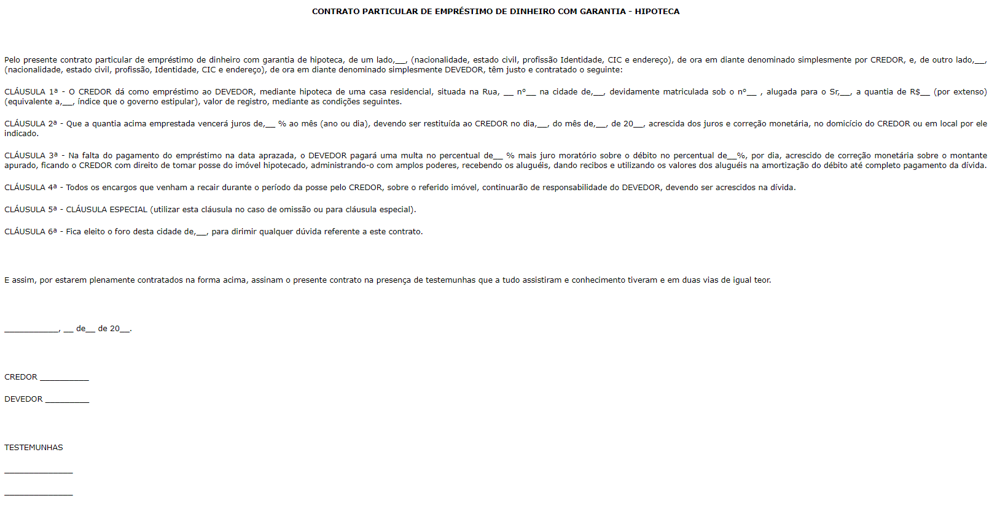 CONTRATO PARTICULAR DE EMPRÉSTIMO DE DINHEIRO COM GARANTIA - HIPOTECA
Pelo presente contrato particular de empréstimo de dinheiro com garantia de hipoteca, de um lado,__, (nacionalidade, estado civil, profissão Identidade, CIC e endereço), de ora em diante denominado simplesmente por CREDOR, e, de outro lado,__,
(nacionalidade, estado civil, profissão, Identidade, CIC e endereço), de ora em diante denominado simplesmente DEVEDOR, têm justo e contratado o seguinte:
CLÁUSULA 1ª - O CREDOR dá como empréstimo ao DEVEDOR, mediante hipoteca de uma casa residencial, situada na Rua, __ nº__ na cidade de,__, devidamente matriculada sob o nº__ , alugada para o Sr,__, a quantia de R$__ (por extenso)
(equivalente a,__, índice que o governo estipular), valor de registro, mediante as condições seguintes.
CLÁUSULA 2ª - Que a quantia acima emprestada vencerá juros de,__ % ao mês (ano ou dia), devendo ser restituída ao CREDOR no dia,__, do mês de,__, de 20__, acrescida dos juros e correção monetária, no domicício do CREDOR ou em local por ele
indicado.
CLÁUSULA 3ª - Na falta do pagamento do empréstimo na data aprazada, o DEVEDOR pagará uma multa no percentual de__ % mais juro moratório sobre o débito no percentual de__%, por dia, acrescido de correção monetária sobre o montante
apurado, ficando o CREDOR com direito de tomar posse do imóvel hipotecado, administrando-o com amplos poderes, recebendo os aluguéis, dando recibos e utilizando os valores dos aluguéis na amortização do débito até completo pagamento da dívida.
CLÁUSULA 4ª - Todos os encargos que venham a recair durante o período da posse pelo CREDOR, sobre o referido imóvel, continuarão de responsabilidade do DEVEDOR, devendo ser acrescidos na dívida.
CLÁUSULA 5ª - CLÁUSULA ESPECIAL (utilizar esta cláusula no caso de omissão ou para cláusula especial).
CLÁUSULA 6ª - Fica eleito o foro desta cidade de,__, para dirimir qualquer dúvida referente a este contrato.
E assim, por estarem plenamente contratados na forma acima, assinam o presente contrato na presença de testemunhas que a tudo assistiram e conhecimento tiveram e em duas vias de igual teor.
___________, __ de__ de 20__.
CREDOR __________
DEVEDOR _________
TESTEMUNHAS
______________
______________